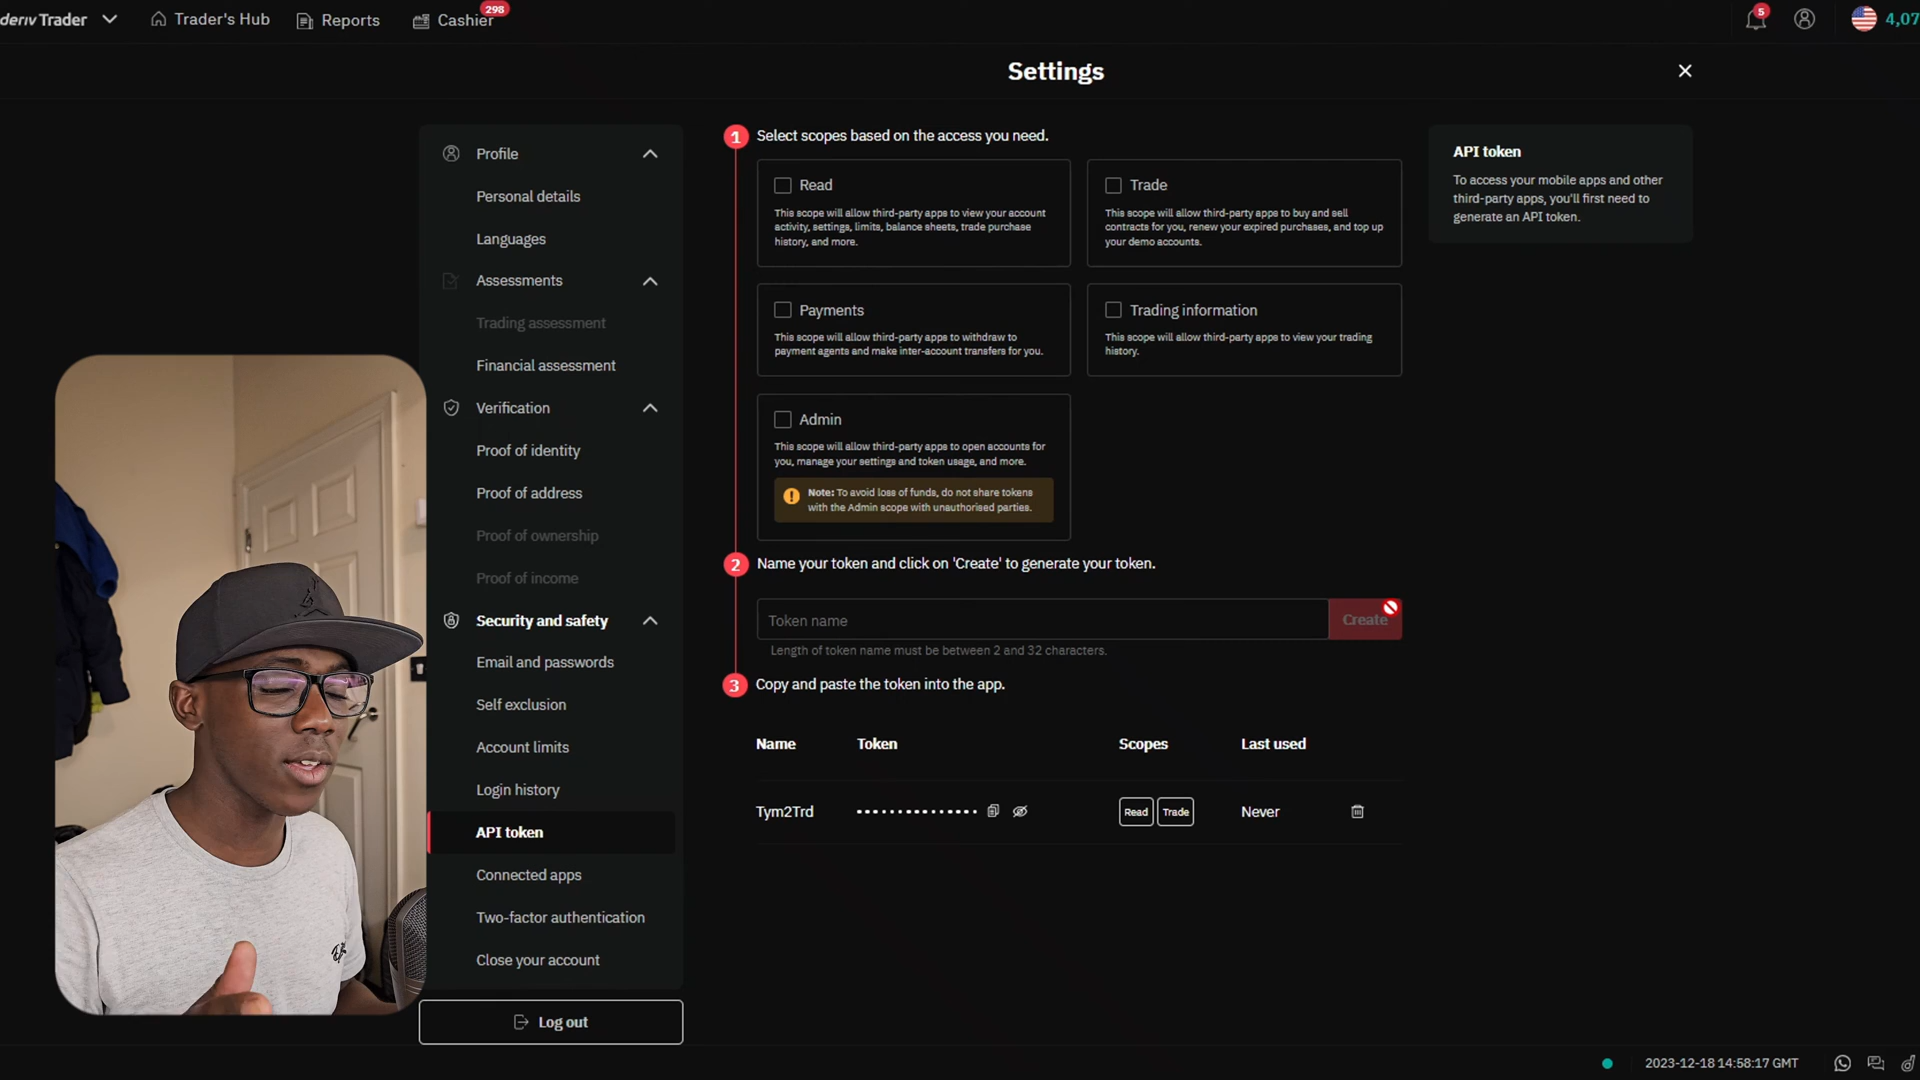 deriv Trader
Trader's Hub
Reports
Cashier
298
5
4,07
Settings
Profile
Personal details
Languages
Assessments
Trading assessment
Financial assessment
Verification
Proof of identity
Proof of address
Proof of ownership
Proof of income
Security and safety
Email and passwords
Self exclusion
Account limits
Login history
API token
Connected apps
Two-factor authentication
Close your account
Log out
1 Select scopes based on the access you need.
Read
This scope will allow third-party apps to view your account
activity, settings, limits, balance sheets, trade purchase
history, and more.
Trade
This scope will allow third-party apps to buy and sell
contracts for you, renew your expired purchases, and top up
your demo accounts.
Payments
This scope will allow third-party apps to withdraw to
payment agents and make inter-account transfers for you.
Trading information
This scope will allow third-party apps to view your trading
history.
Admin
This scope will allow third-party apps to open accounts for
you, manage your settings and token usage, and more.
Note: To avoid loss of funds, do not share tokens
with the Admin scope with unauthorised parties.
2 Name your token and click on 'Create' to generate your token.
Token name
Create
Length of token name must be between 2 and 32 characters.
3 Copy and paste the token into the app.
Name Token Scopes Last used
Tym2Trd ••••••••••••••• Read Trade Never
API token
To access your mobile apps and other
third-party apps, you'll first need to
generate an API token.
2023-12-18 14:58:17 GMT